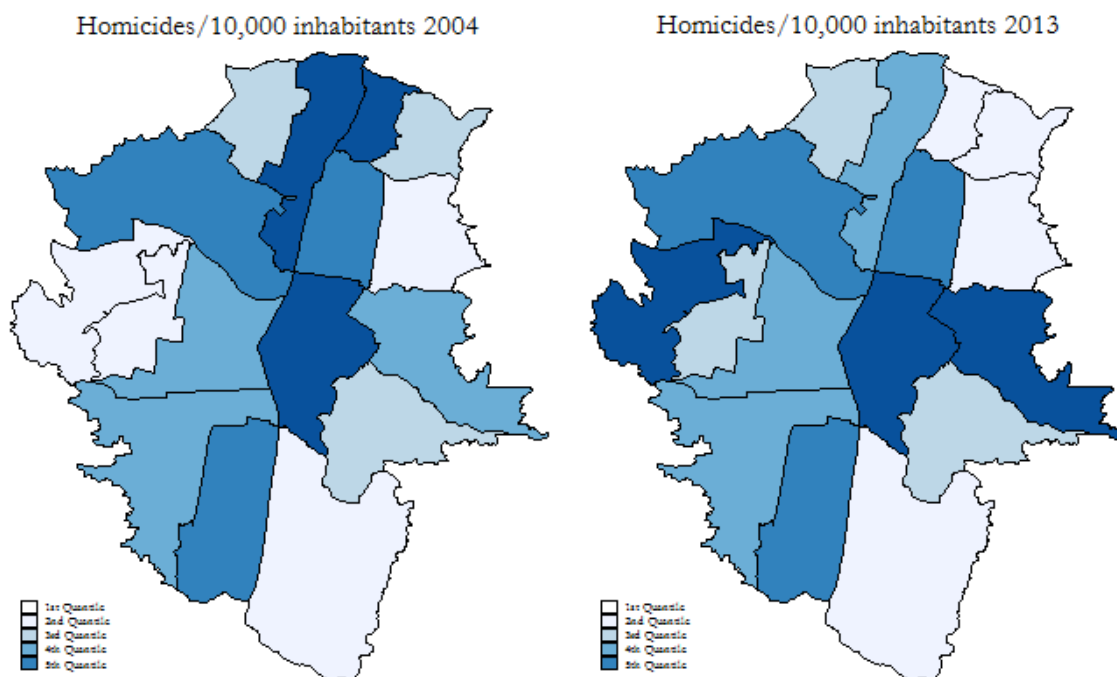 Homicides/10,000 inhabitants 2004
Homicides/10,000 inhabitants 2013
1st Quantile
2nd Quantile
3rd Quantile
4th Quantile
5th Quantile
1st Quantile
2nd Quantile
3rd Quantile
4th Quantile
5th Quantile